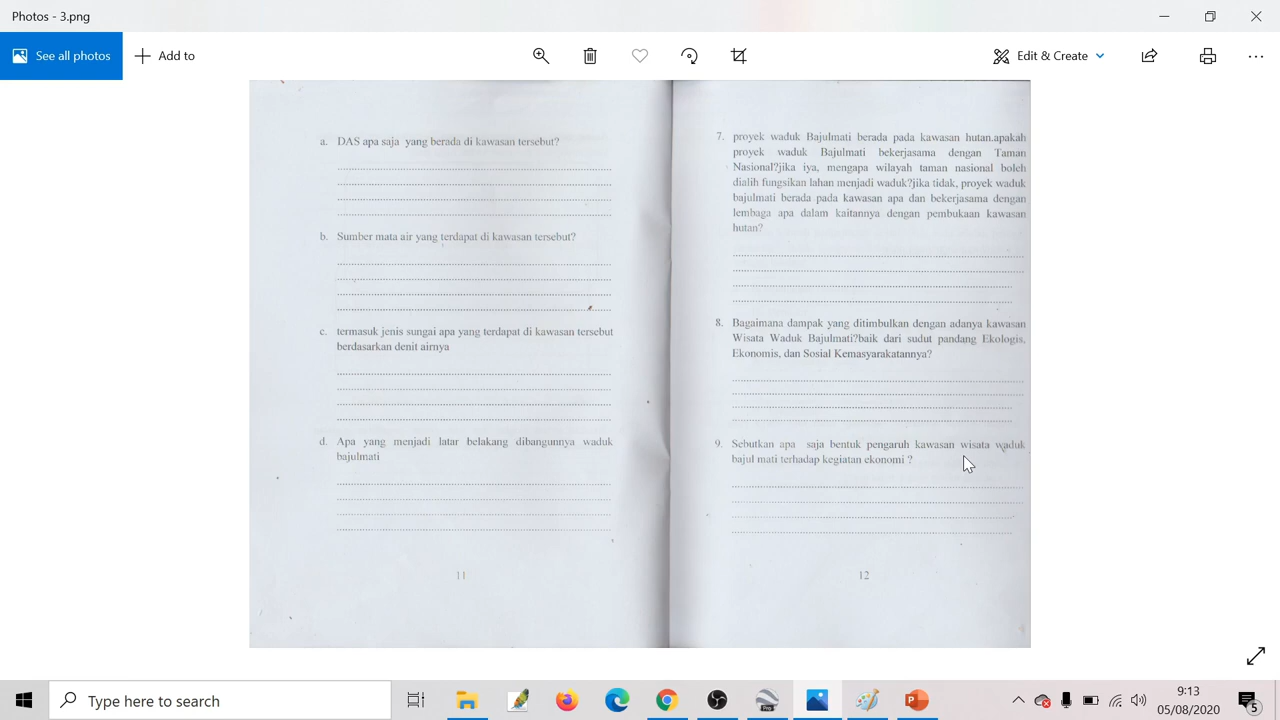 Photos - 3.png
See all photos
Add to
Edit & Create
a. DAS apa saja yang berada di kawasan tersebut?
b. Sumber mata air yang terdapat di kawasan tersebut?
c. termasuk jenis sungai apa yang terdapat di kawasan tersebut
berdasarkan denit airnya
d. Apa yang menjadi latar belakang dibangunnya waduk
bajulmati
11
7. proyek waduk Bajulmati berada pada kawasan hutan.apakah
proyek waduk Bajulmati bekerjasama dengan Taman
Nasional?jika iya, mengapa wilayah taman nasional boleh
dialih fungsikan lahan menjadi waduk?jika tidak, proyek waduk
bajulmati berada pada kawasan apa dan bekerjasama dengan
lembaga apa dalam kaitannya dengan pembukaan kawasan
hutan?
8. Bagaimana dampak yang ditimbulkan dengan adanya kawasan
Wisata Waduk Bajulmati?baik dari sudut pandang Ekologis,
Ekonomis, dan Sosial Kemasyarakatannya?
9. Sebutkan apa saja bentuk pengaruh kawasan wisata waduk
bajul mati terhadap kegiatan ekonomi ?
12
Type here to search
Pro
9:13
05/08/2020
5